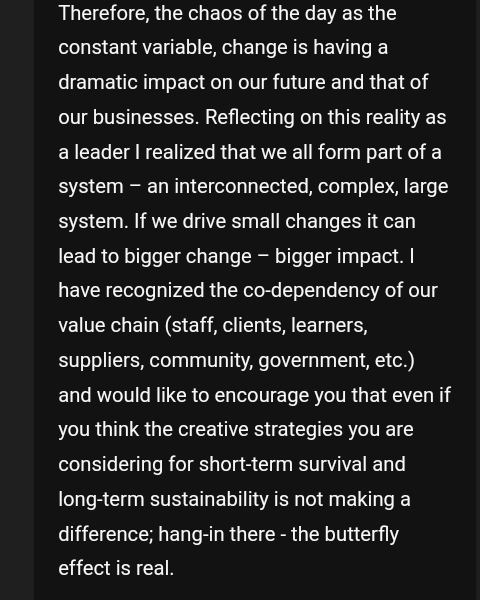 Therefore, the chaos of the day as the
constant variable, change is having a
dramatic impact on our future and that of
our businesses. Reflecting on this reality as
a leader I realized that we all form part of a
system – an interconnected, complex, large
system. If we drive small changes it can
lead to bigger change – bigger impact. I
have recognized the co-dependency of our
value chain (staff, clients, learners,
suppliers, community, government, etc.)
and would like to encourage you that even if
you think the creative strategies you are
considering for short-term survival and
long-term sustainability is not making a
difference; hang-in there - the butterfly
effect is real.